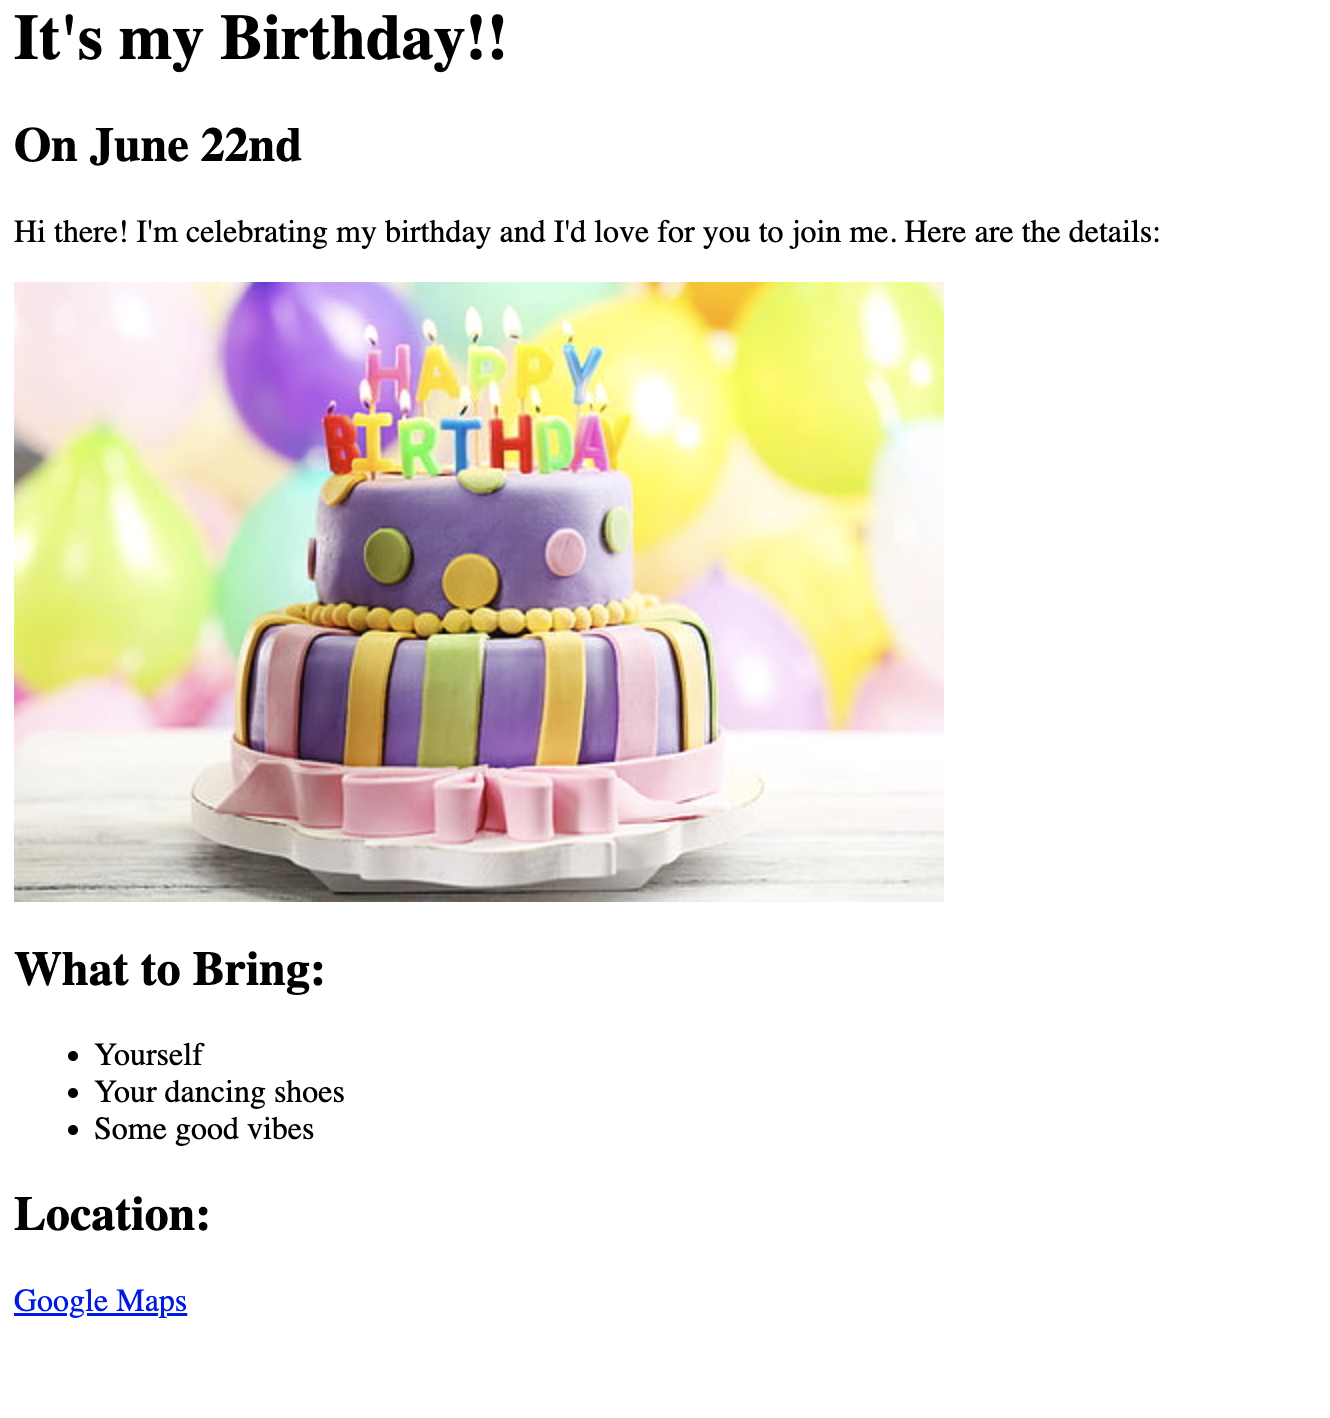 It's my Birthday!!
On June 22nd
Hi there! I'm celebrating my birthday and I'd love for you to join me. Here are the details:
HAPPY
BIRTHDAY
What to Bring:
Yourself
Your dancing shoes
Some good vibes
Location:
Google Maps